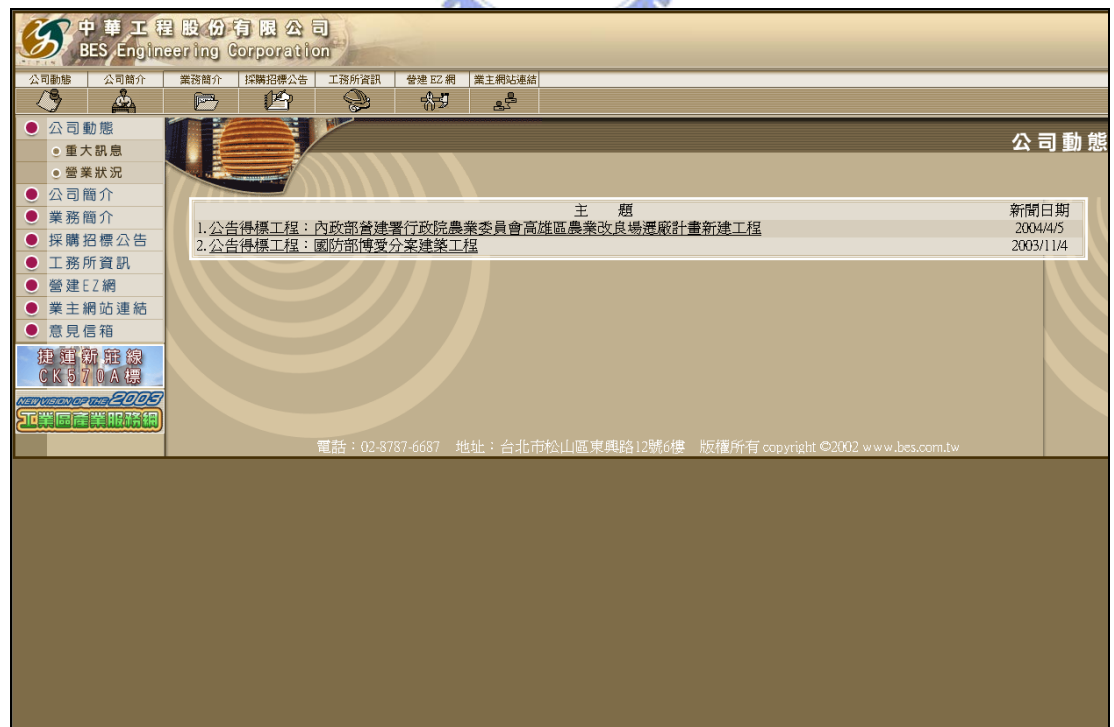 中華工程股份有限公司
BES Engineering Corporation
公司動態 公司簡介 業務簡介 採購招標公告 工務所資訊 營建 EZ 網 業主網站連結
公司動態
重大訊息
營業狀況
公司簡介
業務簡介
採購招標公告
工務所資訊
營建EZ網
業主網站連結
意見信箱
捷運新莊線
CK570A標
NEW VISION OF THE 2003
工業區產業服務網
公司動態
主 題 新聞日期
1. 公告得標工程：內政部營建署行政院農業委員會高雄區農業改良場遷廠計畫新建工程 2004/4/5
2. 公告得標工程：國防部博愛分案建築工程 2003/11/4
電話：02-8787-6687 地址：台北市松山區東興路12號6樓 版權所有 copyright ©2002 www.bes.com.tw